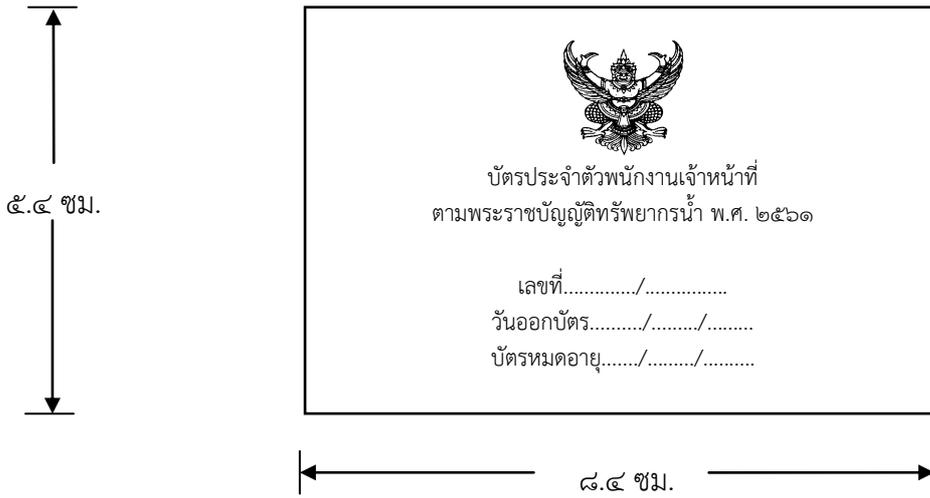 บัตรประจำตัวพนักงานเจ้าหน้าที่
ตามพระราชบัญญัติทรัพยากรน้ำ พ.ศ. ๒๕๖๑
๕.๔ ซม.
เลขที่............./...............
วันออกบัตร........../........./.........
บัตรหมดอายุ......./........./..........
๘.๔ ซม.